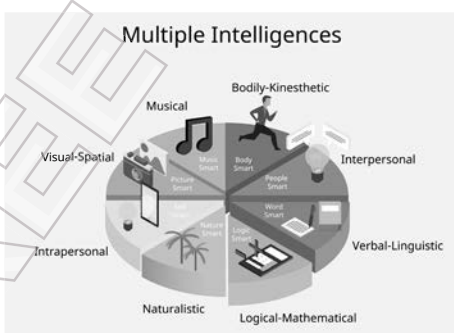 Multiple Intelligences
Bodily-Kinesthetic
Musical
Visual-Spatial
Interpersonal
Music
Smart
Body
Smart
Picture
Smart
People
Smart
Word
Smart
Nature
Smart
Logic
Smart
Intrapersonal
Verbal-Linguistic
Naturalistic
Logical-Mathematical